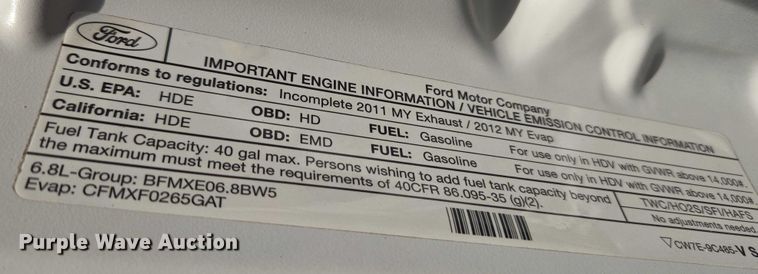 Ford
Ford Motor Company
IMPORTANT ENGINE INFORMATION / VEHICLE EMISSION CONTROL INFORMATION
Conforms to regulations: Incomplete 2011 MY Exhaust / 2012 MY Evap
U.S. EPA: HDE OBD: HD FUEL: Gasoline For use only in HDV with GVWR above 14,000#.
California: HDE OBD: EMD FUEL: Gasoline For use only in HDV with GVWR above 14,000#.
Fuel Tank Capacity: 40 gal max. Persons wishing to add fuel tank capacity beyond
the maximum must meet the requirements of 40CFR 86.095-35 (g)(2).
TWC/HO2S/SFI/HAFS
No adjustments needed.
6.8L-Group: BFMXE06.8BW5
Evap: CFMXF0265GAT
CW7E-9C485-V S
Purple Wave Auction